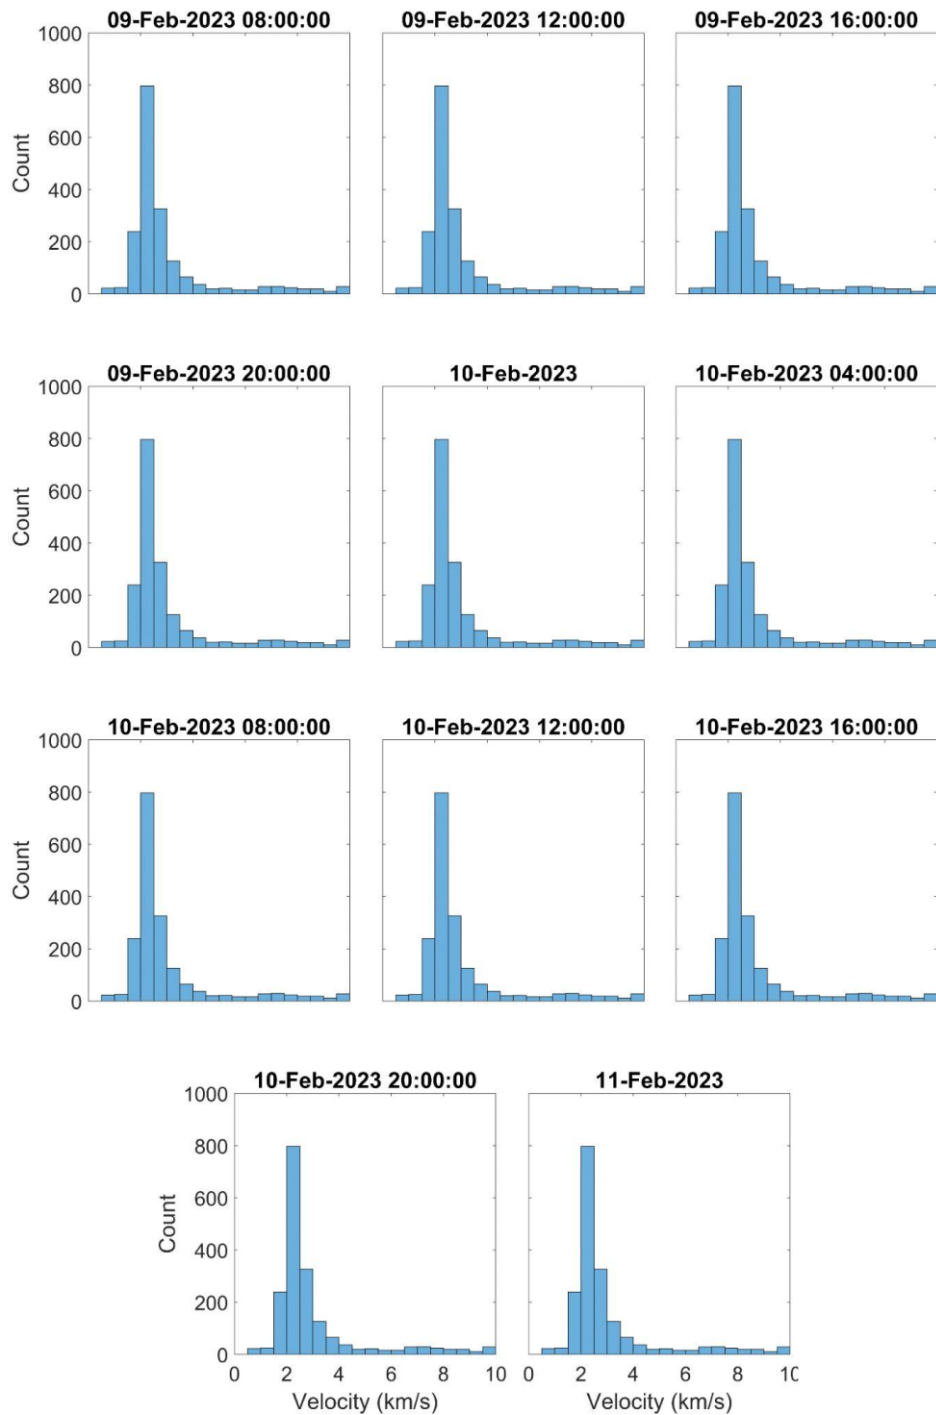 09-Feb-2023 08:00:00 09-Feb-2023 12:00:00 09-Feb-2023 16:00:00
1000
800
600
400
200
0
Count
09-Feb-2023 20:00:00 10-Feb-2023 10-Feb-2023 04:00:00
1000
800
600
400
200
0
Count
10-Feb-2023 08:00:00 10-Feb-2023 12:00:00 10-Feb-2023 16:00:00
1000
800
600
400
200
0
Count
10-Feb-2023 20:00:00 11-Feb-2023
1000
800
600
400
200
0
Count
0 2 4 6 8 10 0 2 4 6 8 10
Velocity (km/s) Velocity (km/s)